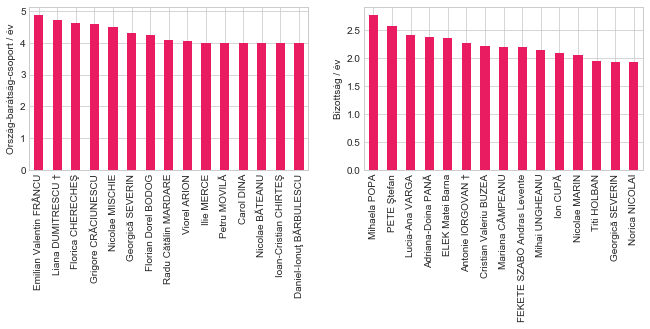 Ország-barátság-csoport / év
5
4
3
2
1
0
Emilian Valentin FRÂNCU
Liana DUMITRESCU †
Florica CHERECHEŞ
Grigore CRĂCIUNESCU
Nicolae MISCHIE
Georgică SEVERIN
Florian Dorel BODOG
Radu Cătălin MARDARE
Viorel ARION
Ilie MERCE
Petru MOVILĂ
Carol DINA
Nicolae BĂTEANU
Ioan-Cristian CHIRTEŞ
Daniel-Ionuţ BĂRBULESCU
Bizottság / év
2.5
2.0
1.5
1.0
0.5
0.0
Mihaela POPA
PETE Ştefan
Lucia-Ana VARGA
Adriana-Doina PANĂ
ELEK Matei Barna
Antonie IORGOVAN †
Cristian Valeriu BUZEA
Mariana CÂMPEANU
FEKETE SZABO Andras Levente
Mihai UNGHEANU
Ion CUPĂ
Nicolae MARIN
Titi HOLBAN
Georgică SEVERIN
Norica NICOLAI